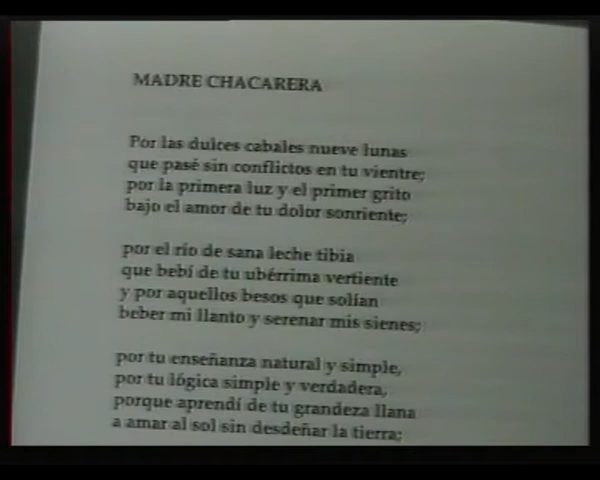 MADRE CHACARERA
Por las dulces cabales nueve lunas
que pasé sin conflictos en tu vientre;
por la primera luz y el primer grito
bajo el amor de tu dolor sonriente;
por el río de sana leche tibia
que bebí de tu ubérrima vertiente
y por aquellos besos que solían
beber mi llanto y serenar mis sienes;
por tu enseñanza natural y simple,
por tu lógica simple y verdadera,
porque aprendí de tu grandeza llana
a amar al sol sin desdeñar la tierra;